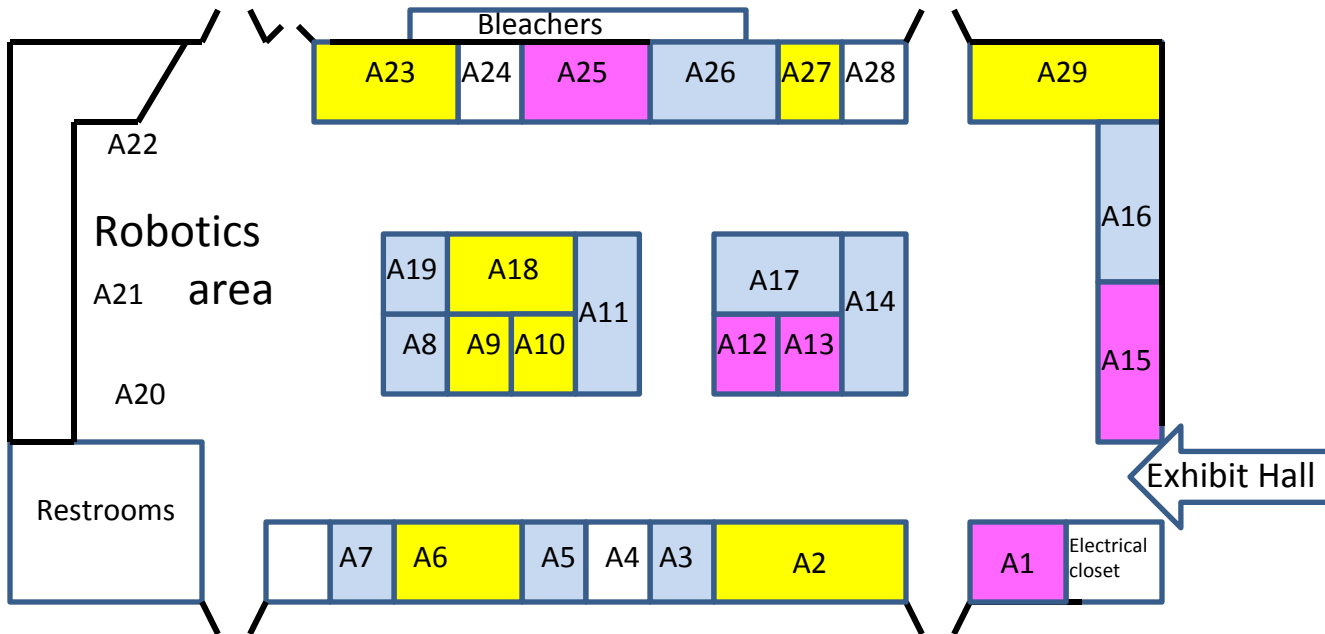 Bleachers
A23
A24
A25
A26
A27
A28
A29
A22
Robotics
area
A21
A20
A19
A18
A11
A8
A9
A10
A17
A14
A12
A13
A16
A15
Exhibit Hall
Restrooms
A7
A6
A5
A4
A3
A2
A1
Electrical
closet